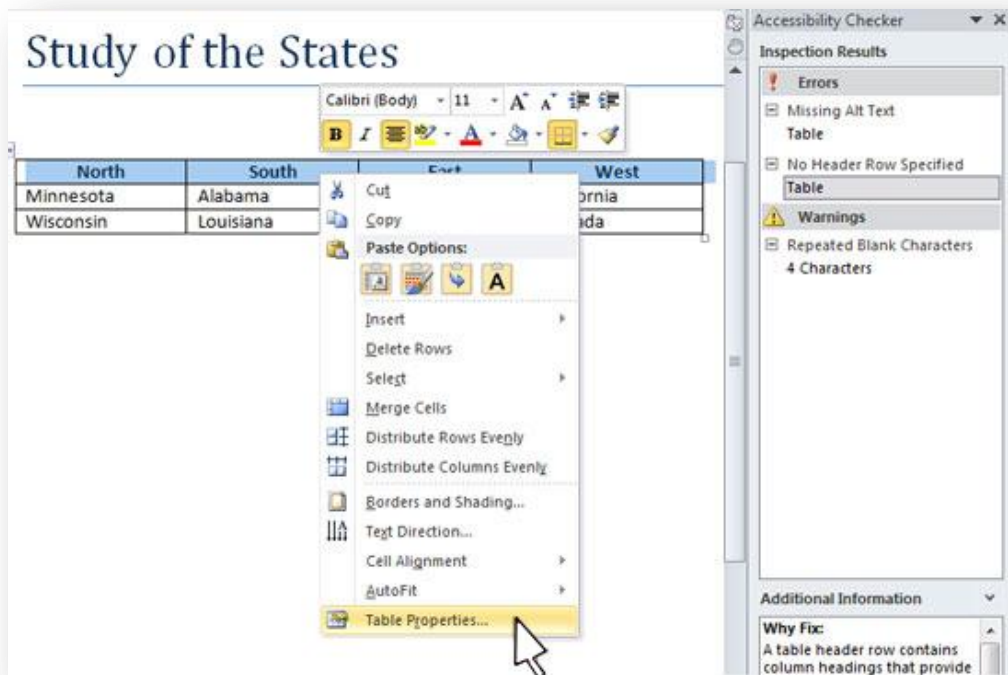 Study of the States
Calibri (Body) 11 A A
B I A
North South East West
Minnesota Alabama ornia
Wisconsin Louisiana ada
Cut
Copy
Paste Options:
A
Insert
Delete Rows
Select
Merge Cells
Distribute Rows Evenly
Distribute Columns Evenly
Borders and Shading...
Text Direction...
Cell Alignment
AutoFit
Table Properties...
Accessibility Checker
Inspection Results
Errors
Missing Alt Text
Table
No Header Row Specified
Table
Warnings
Repeated Blank Characters
4 Characters
Additional Information
Why Fix:
A table header row contains
column headings that provide